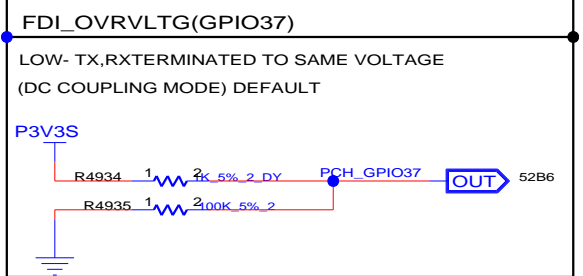 FDI_OVRVLTG(GPIO37)
LOW- TX,RXTERMINATED TO SAME VOLTAGE
(DC COUPLING MODE) DEFAULT
P3V3S
R4934 1 2 1K_5%_2_DY PCH_GPIO37 OUT 52B6
R4935 1 2 100K_5%_2